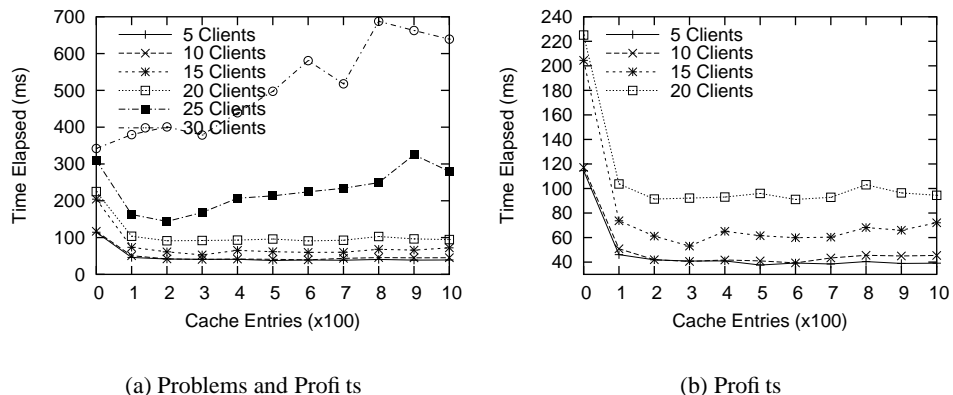 700
600
500
400
300
200
100
0
Time Elapsed (ms)
5 Clients
10 Clients
15 Clients
20 Clients
25 Clients
30 Clients
0 1 2 3 4 5 6 7 8 9 10
Cache Entries (x100)
(a) Problems and Profi ts
240
220
200
180
160
140
120
100
80
60
40
Time Elapsed (ms)
5 Clients
10 Clients
15 Clients
20 Clients
0 1 2 3 4 5 6 7 8 9 10
Cache Entries (x100)
(b) Profi ts